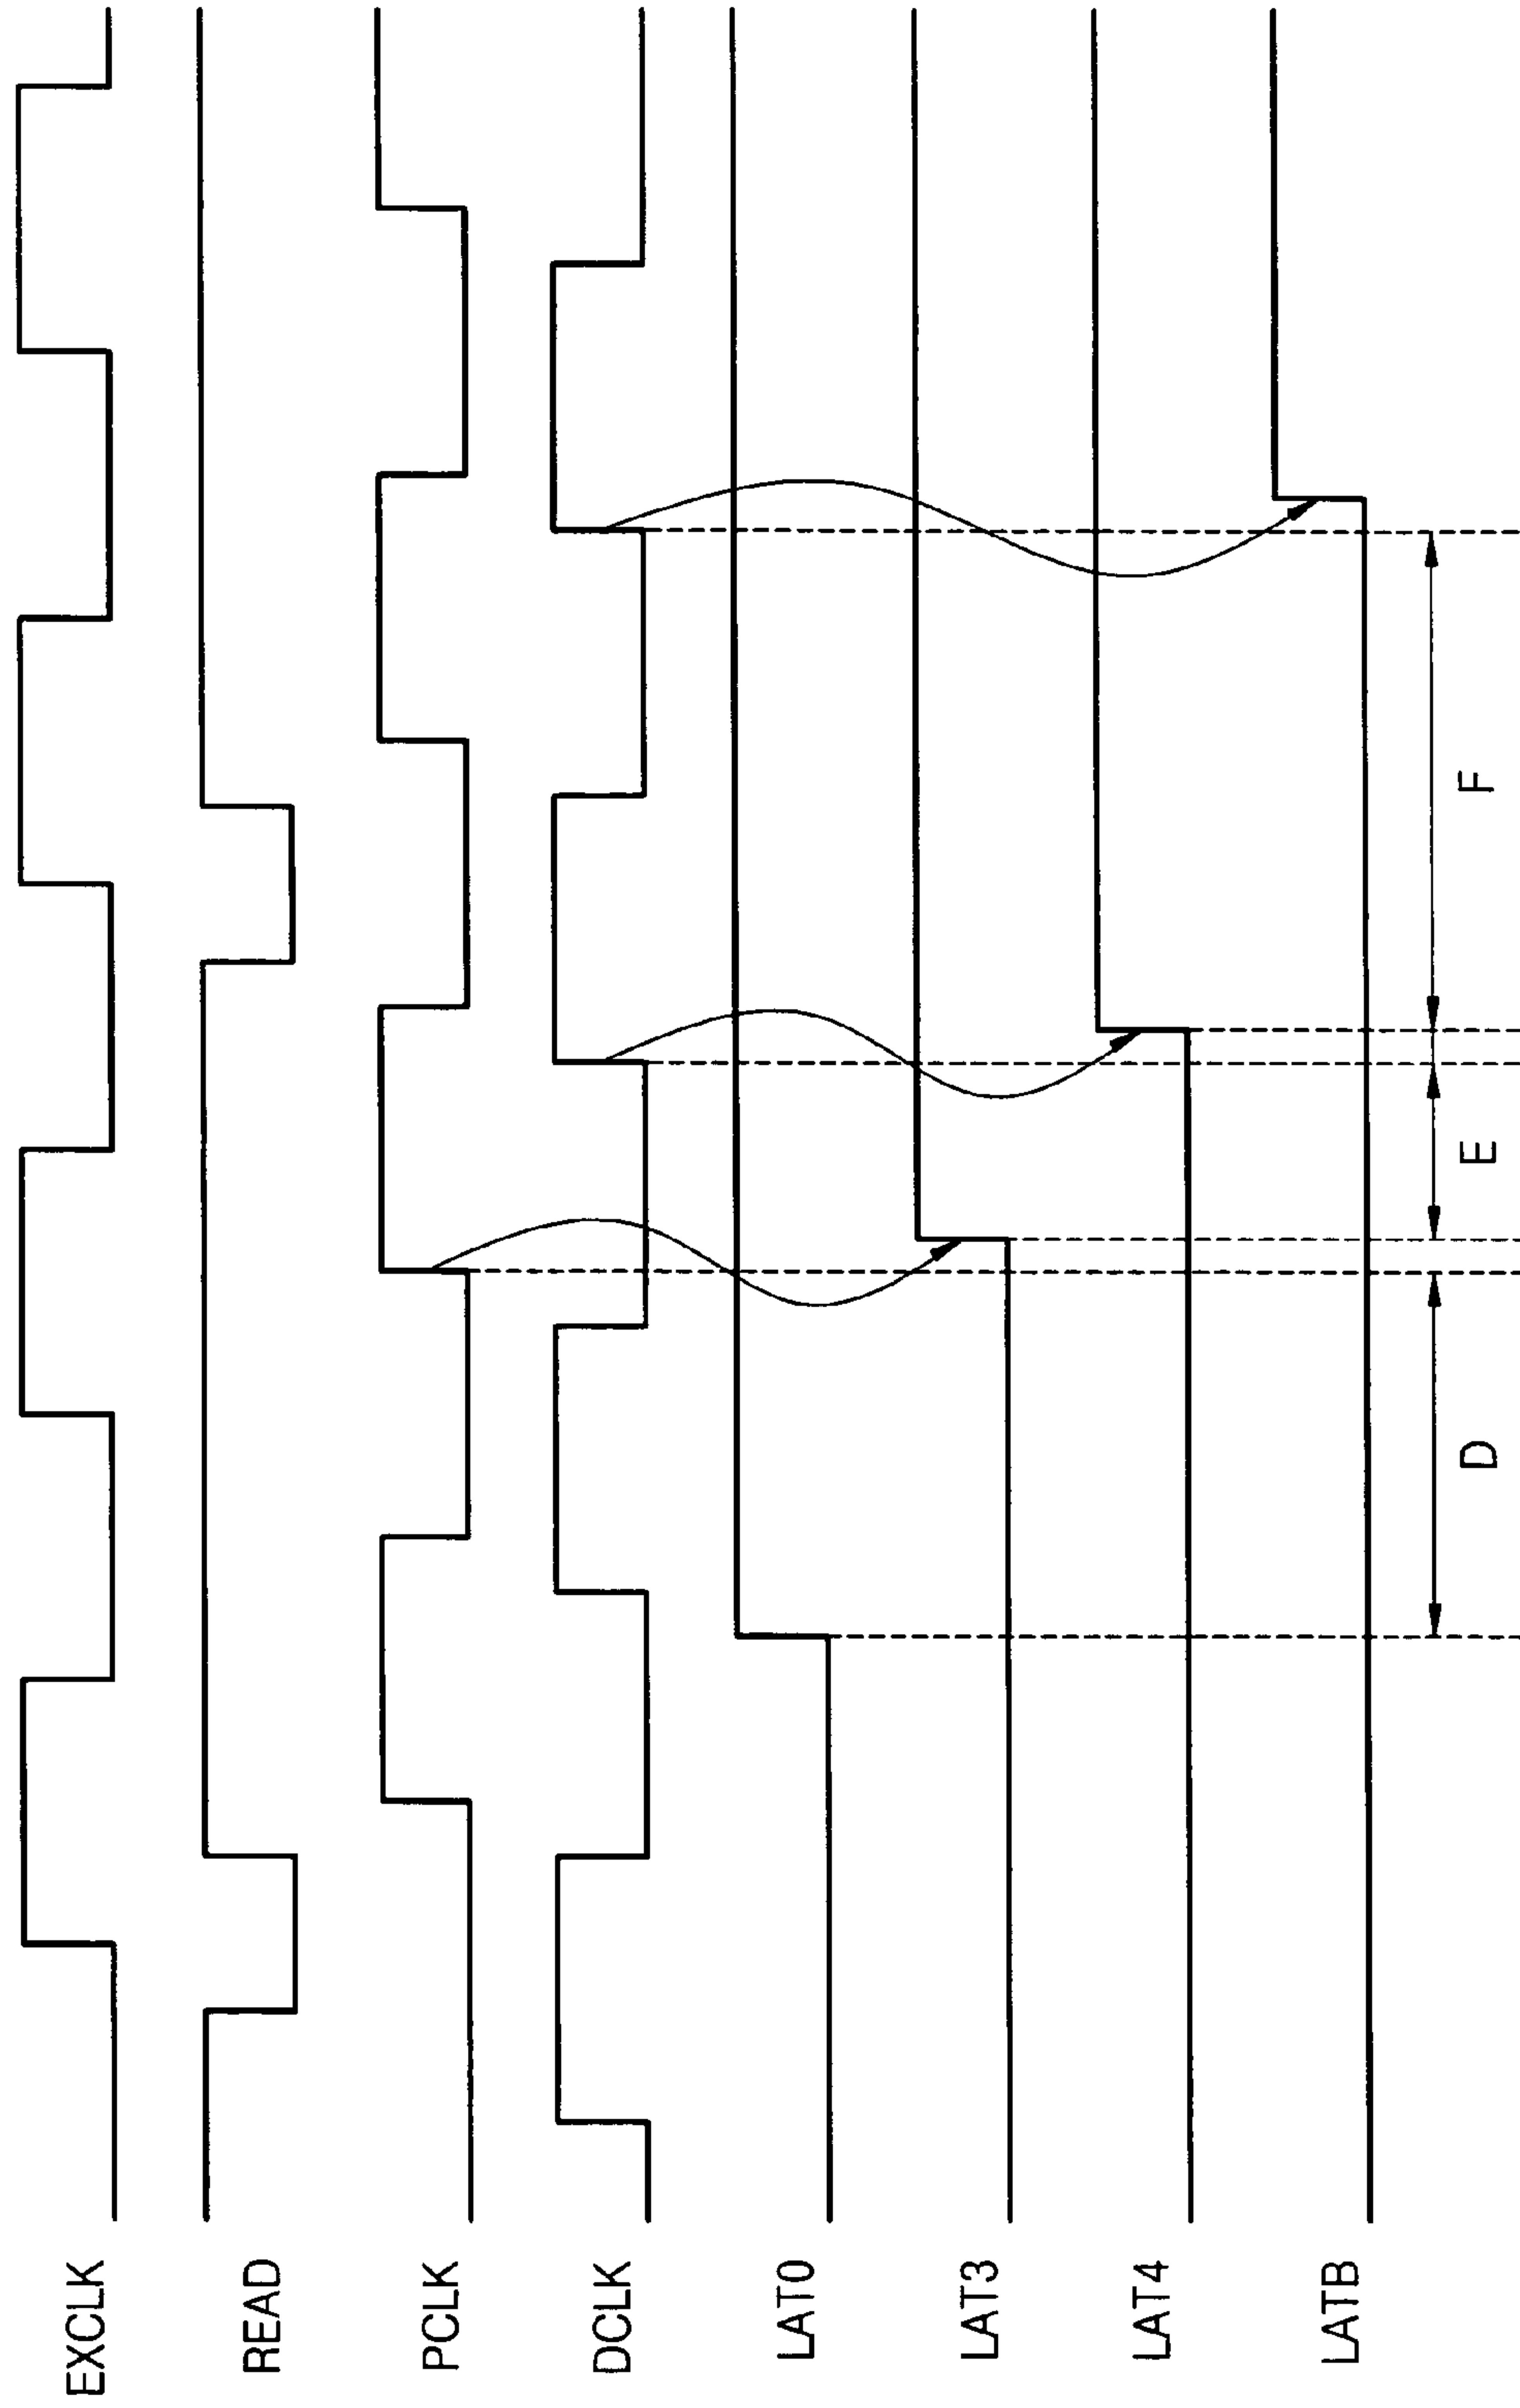 EXCLK
READ
PCLK
DCLK
LAT0
LAT3
LAT4
LATB
D
E
F